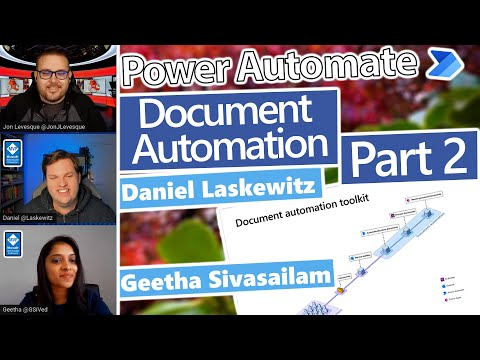 Power Automate
Document
Automation
Part 2
Daniel Laskewitz
Document automation toolkit
Geetha Sivasailam
Jon Levesque @JonJLevesque
Daniel @Laskewitz
Geetha @GSiVed